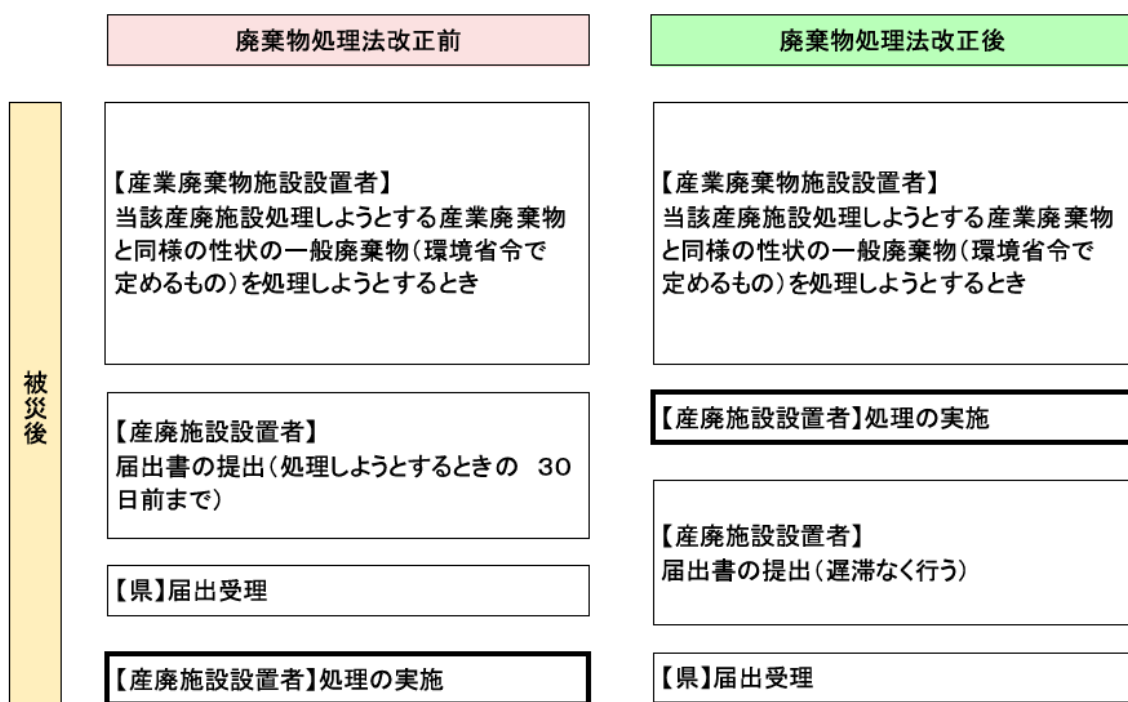 廃棄物処理法改正前
廃棄物処理法改正後
被災後
【産業廃棄物施設設置者】
当該産廃施設処理しようとする産業廃棄物
と同様の性状の一般廃棄物(環境省令で
定めるもの)を処理しようとするとき
【産廃施設設置者】
届出書の提出(処理しようとするときの 30
日前まで)
【県】届出受理
【産廃施設設置者】処理の実施
【産業廃棄物施設設置者】
当該産廃施設処理しようとする産業廃棄物
と同様の性状の一般廃棄物(環境省令で
定めるもの)を処理しようとするとき
【産廃施設設置者】処理の実施
【産廃施設設置者】
届出書の提出(遅滞なく行う)
【県】届出受理